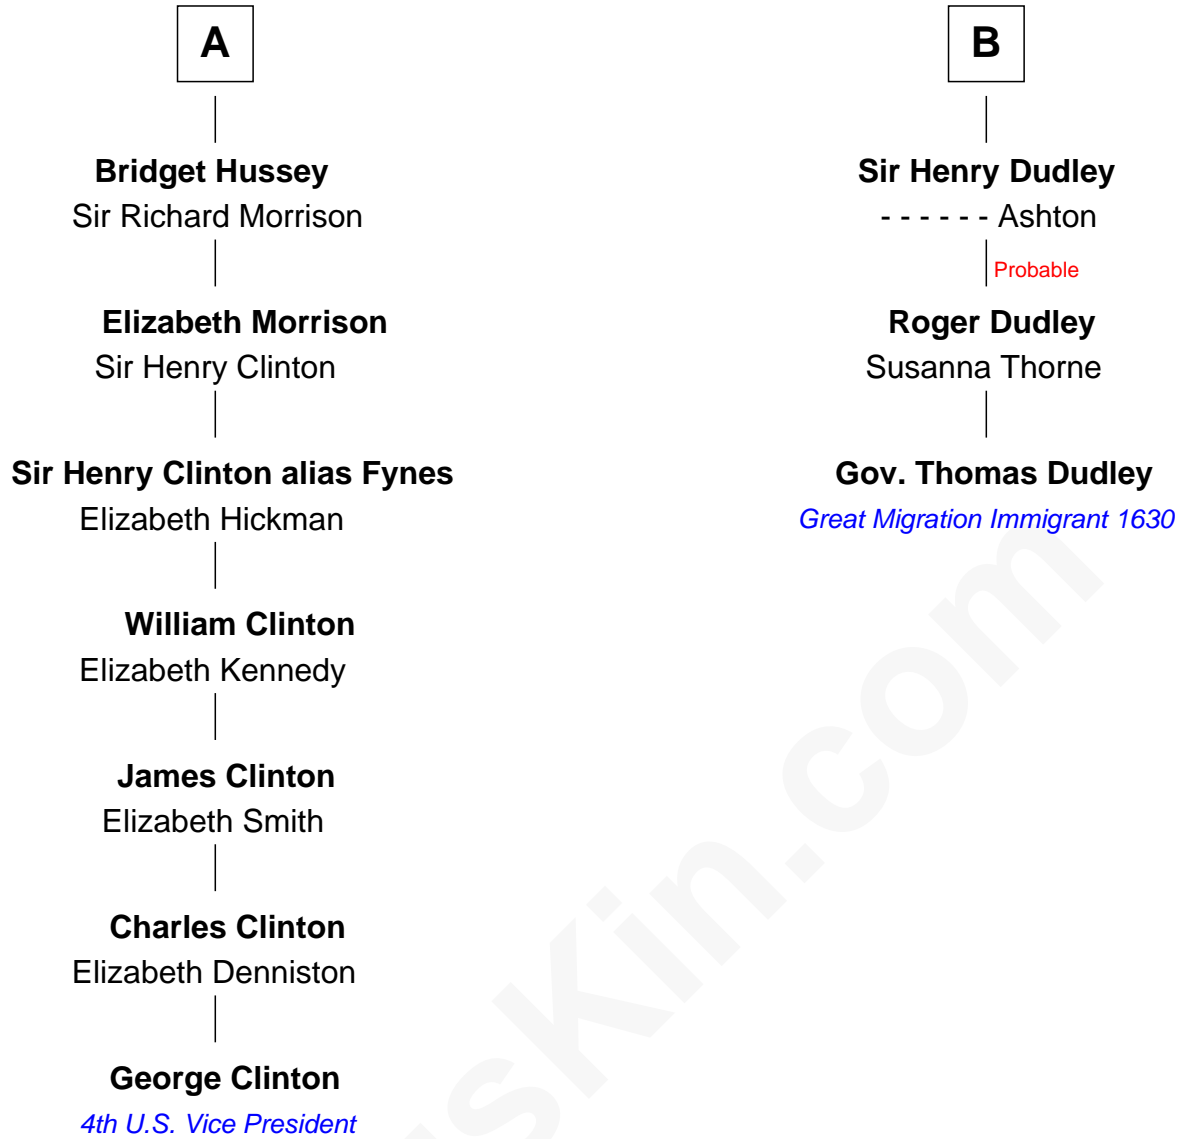 A
Bridget Hussey
Sir Richard Morrison
Elizabeth Morrison
Sir Henry Clinton
Sir Henry Clinton alias Fynes
Elizabeth Hickman
William Clinton
Elizabeth Kennedy
James Clinton
Elizabeth Smith
Charles Clinton
Elizabeth Denniston
George Clinton
4th U.S. Vice President
B
Sir Henry Dudley
- - - - - - Ashton
Probable
Roger Dudley
Susanna Thorne
Gov. Thomas Dudley
Great Migration Immigrant 1630
usKin.com